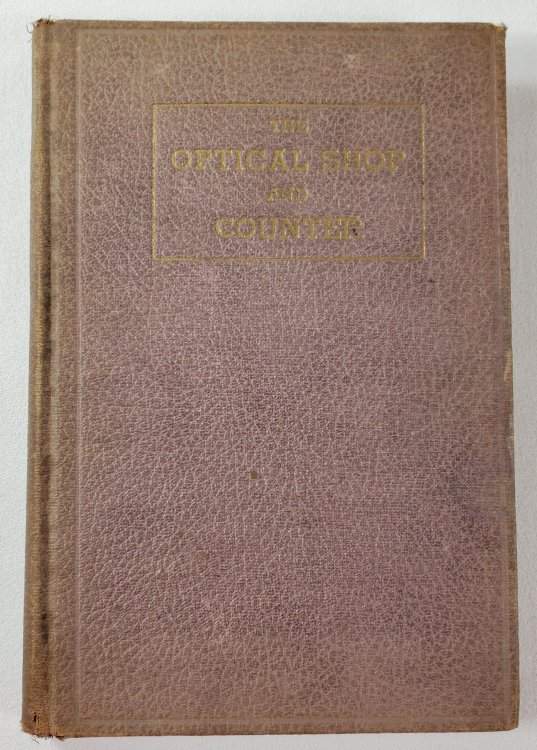 THE
OPTICAL SHOP
AND
COUNTER